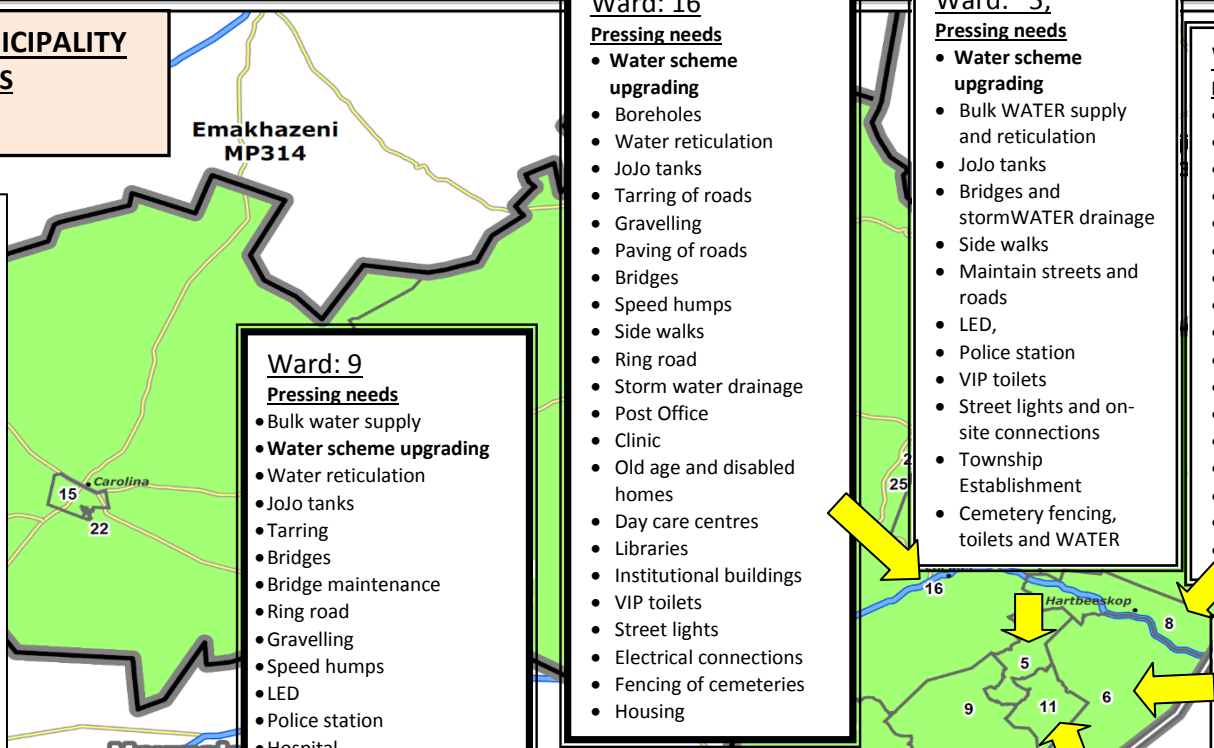 ICIPALITY
S
Emakhazeni
MP314
Carolina
15
22
Ward: 9
Pressing needs
• Bulk water supply
• Water scheme upgrading
• Water reticulation
• JoJo tanks
• Tarring
• Bridges
• Bridge maintenance
• Ring road
• Gravelling
• Speed humps
• LED
• Police station
• Hospital
Ward: 16
Pressing needs
• Water scheme
upgrading
• Boreholes
• Water reticulation
• JoJo tanks
• Tarring of roads
• Gravelling
• Paving of roads
• Bridges
• Speed humps
• Side walks
• Ring road
• Storm water drainage
• Post Office
• Clinic
• Old age and disabled
homes
• Day care centres
• Libraries
• Institutional buildings
• VIP toilets
• Street lights
• Electrical connections
• Fencing of cemeteries
• Housing
Ward: 5,
Pressing needs
• Water scheme
upgrading
• Bulk WATER supply
and reticulation
• JoJo tanks
• Bridges and
stormWATER drainage
• Side walks
• Maintain streets and
roads
• LED,
• Police station
• VIP toilets
• Street lights and on-
site connections
• Township
Establishment
• Cemetery fencing,
toilets and WATER
25
16
Hartbeeskop
8
5
6
9
11